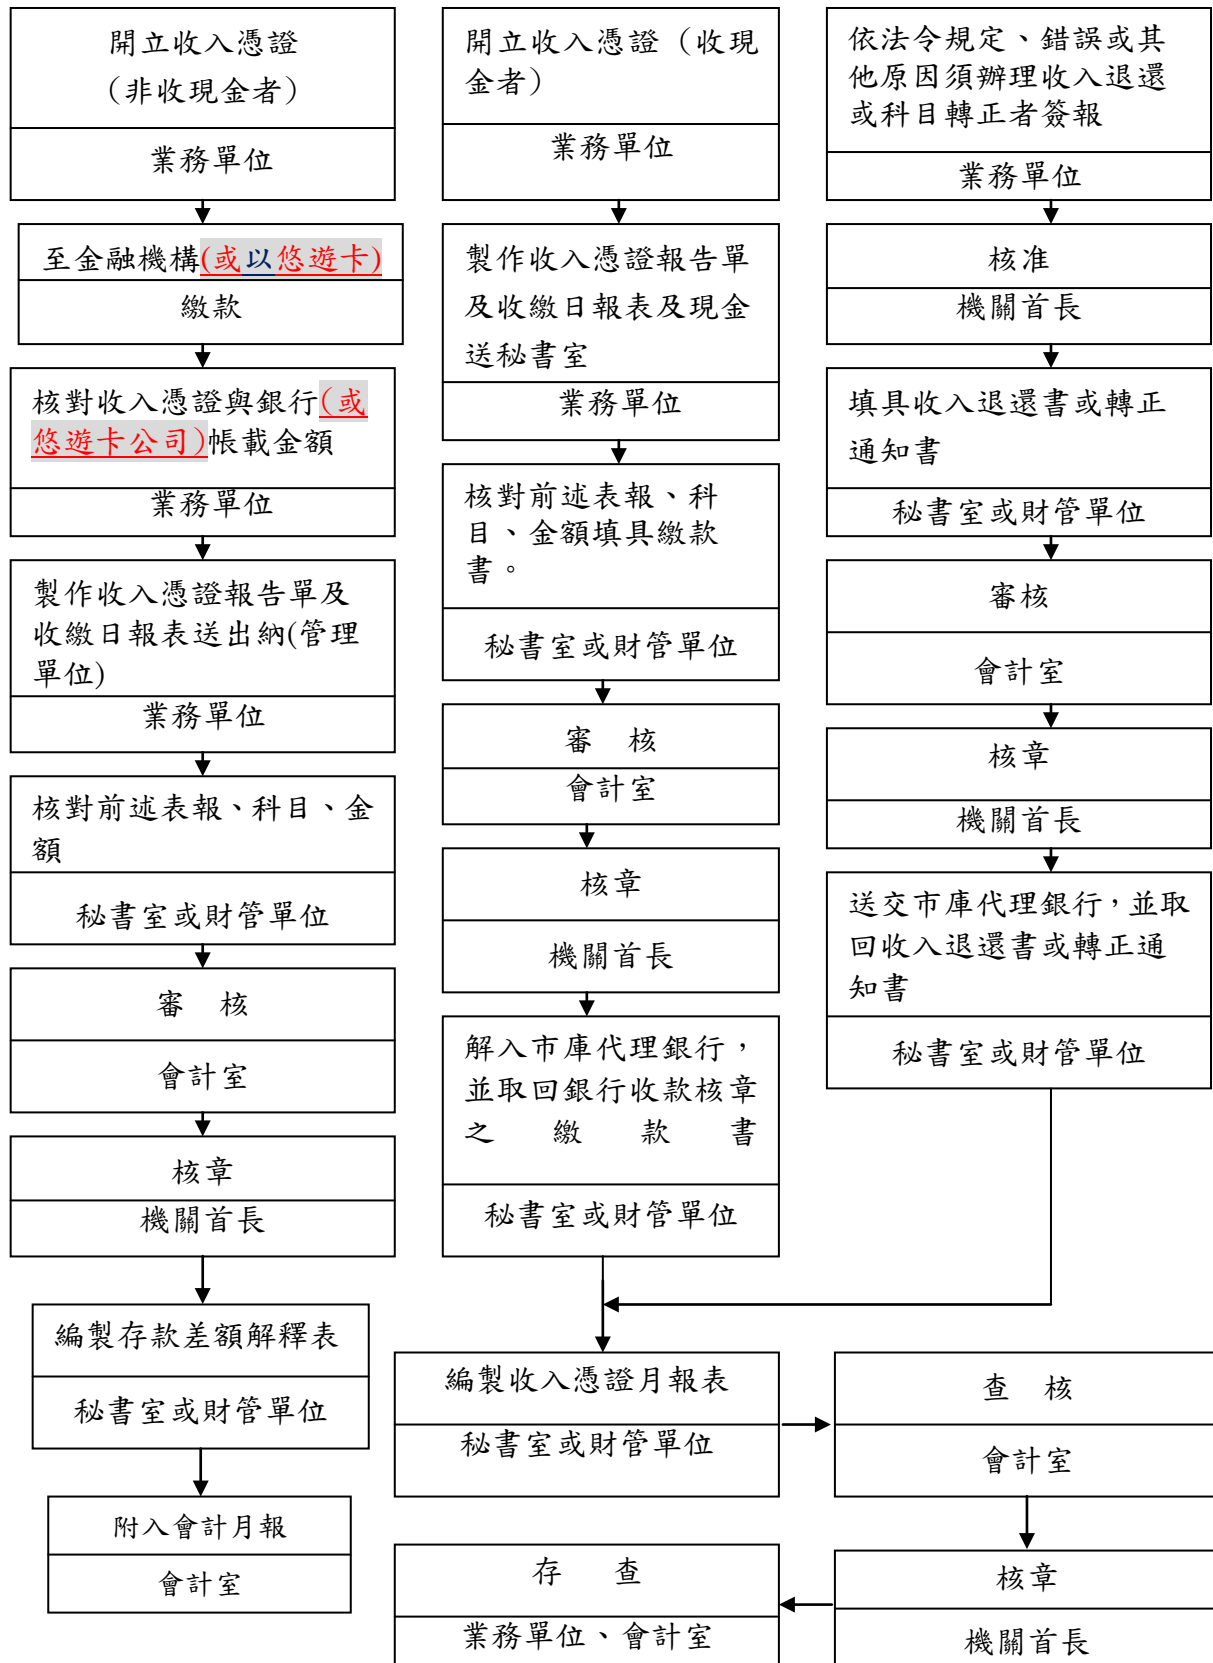 開立收入憑證
（非收現金者）
業務單位
至金融機構(或以悠遊卡)
繳款
核對收入憑證與銀行(或
悠遊卡公司)帳載金額
業務單位
製作收入憑證報告單及
收繳日報表送出納(管理
單位)
業務單位
核對前述表報、科目、金
額
秘書室或財管單位
審 核
會計室
核章
機關首長
編製存款差額解釋表
秘書室或財管單位
附入會計月報
會計室
開立收入憑證（收現
金者）
業務單位
製作收入憑證報告單
及收繳日報表及現金
送秘書室
業務單位
核對前述表報、科
目、金額填具繳款
書。
秘書室或財管單位
審 核
會計室
核章
機關首長
解入市庫代理銀行，
並取回銀行收款核章
之繳款書
秘書室或財管單位
依法令規定、錯誤或其
他原因須辦理收入退還
或科目轉正者簽報
業務單位
核准
機關首長
填具收入退還書或轉正
通知書
秘書室或財管單位
審核
會計室
核章
機關首長
送交市庫代理銀行，並取
回收入退還書或轉正通
知書
秘書室或財管單位
編製收入憑證月報表
秘書室或財管單位
查 核
會計室
核章
機關首長
存 查
業務單位、會計室